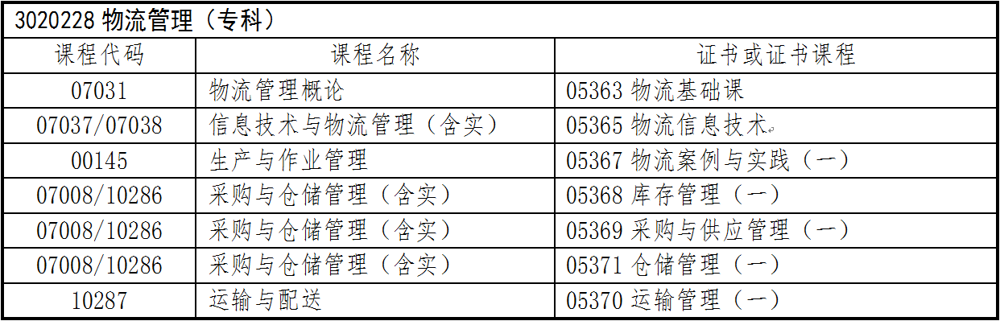 3020228 物流管理（专科）
课程代码 课程名称 证书或证书课程
07031 物流管理概论 05363 物流基础课
07037/07038 信息技术与物流管理（含实） 05365 物流信息技术
00145 生产与作业管理 05367 物流案例与实践（一）
07008/10286 采购与仓储管理（含实） 05368 库存管理（一）
07008/10286 采购与仓储管理（含实） 05369 采购与供应管理（一）
07008/10286 采购与仓储管理（含实） 05371 仓储管理（一）
10287 运输与配送 05370 运输管理（一）